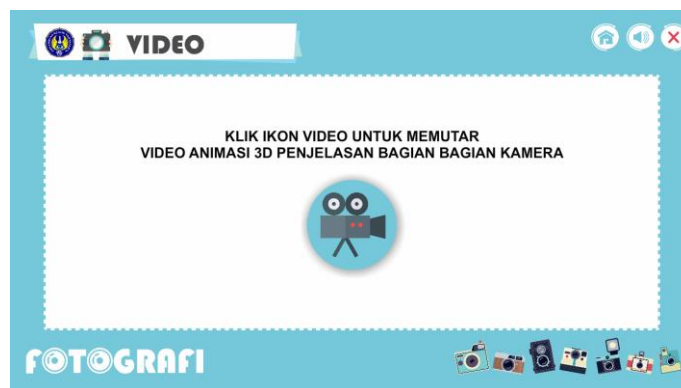 VIDEO
KLIK IKON VIDEO UNTUK MEMUTAR
VIDEO ANIMASI 3D PENJELASAN BAGIAN BAGIAN KAMERA
FOTOGRAFI